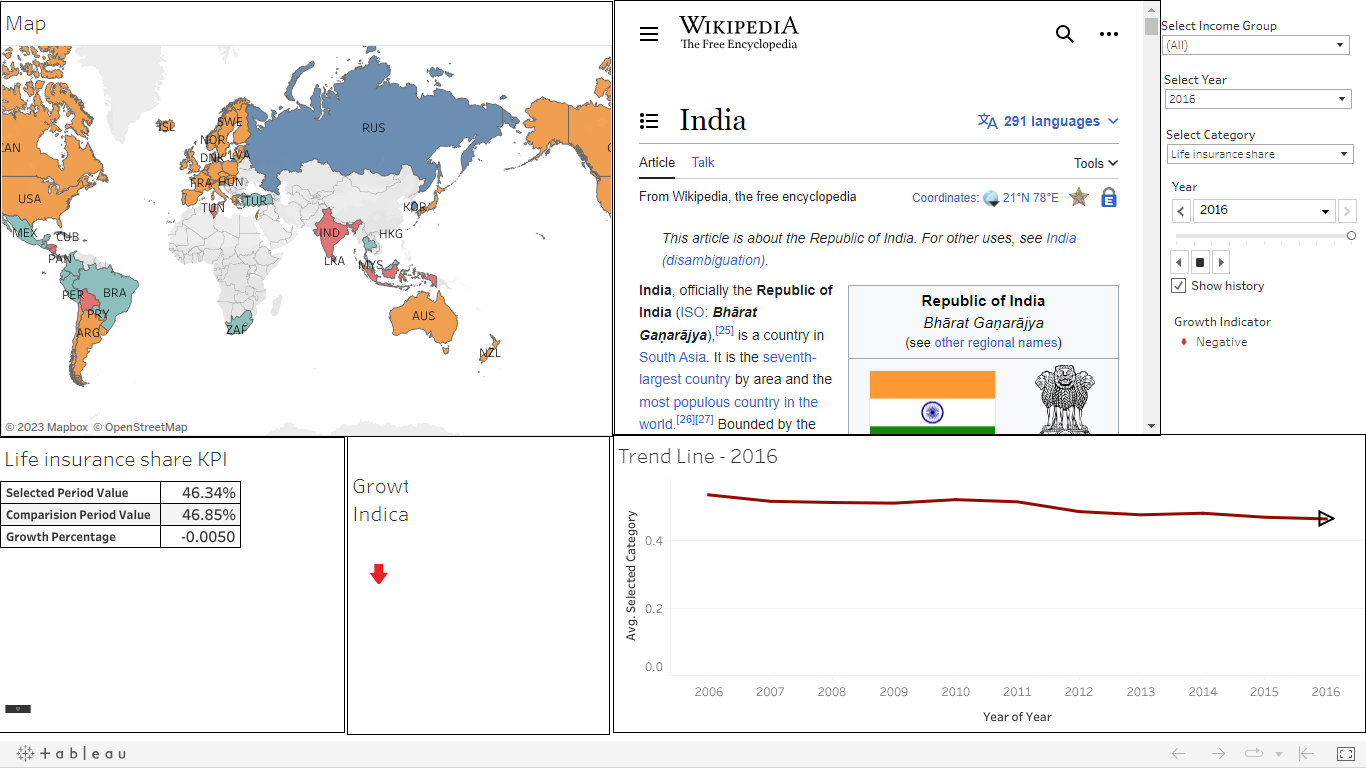 Map
ISL
SWE
NOR
RUS
DNK
LVA
CAN
FRA
HUN
USA
TUR
TUN
KOR
MEX
CUB
IND
HKG
PAN
LKA
MYS
PER
BRA
PRY
ZAF
AUS
ARG
NZL
© 2023 Mapbox © OpenStreetMap
WIKIPEDIA
The Free Encyclopedia
India
291 languages
Article Talk
Tools
From Wikipedia, the free encyclopedia
Coordinates: 21°N 78°E
This article is about the Republic of India. For other uses, see India
(disambiguation).
India, officially the Republic of
India (ISO: Bhārat
Gaṇarājya),[25] is a country in
South Asia. It is the seventh-
largest country by area and the
most populous country in the
world.[26][27] Bounded by the
Republic of India
Bhārat Gaṇarājya
(see other regional names)
Select Income Group
(All)
Select Year
2016
Select Category
Life insurance share
Year
2016
Show history
Growth Indicator
Negative
Life insurance share KPI
Selected Period Value 46.34%
Comparision Period Value 46.85%
Growth Percentage -0.0050
Growt
Indica
Trend Line - 2016
Avg. Selected Category
0.4
0.2
0.0
2006 2007 2008 2009 2010 2011 2012 2013 2014 2015 2016
Year of Year
+ableau